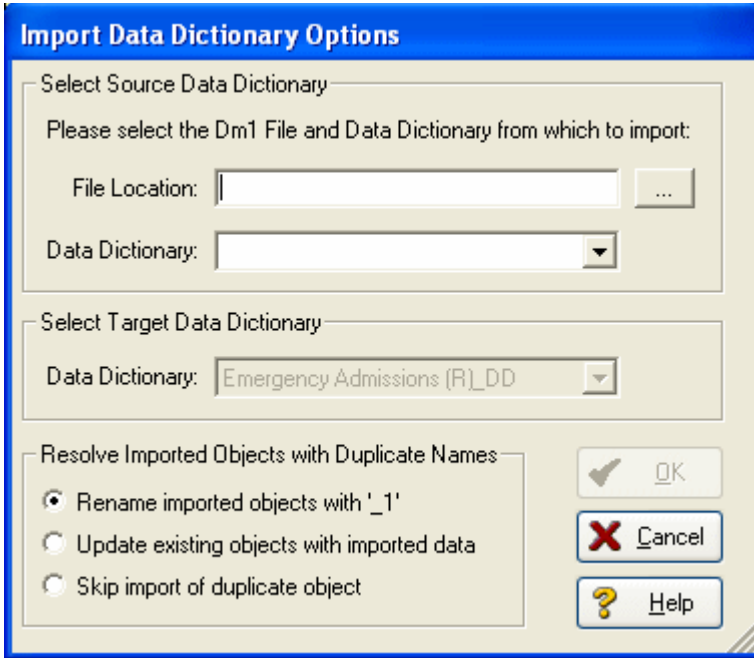 Import Data Dictionary Options
Select Source Data Dictionary
Please select the Dm1 File and Data Dictionary from which to import:
File Location:
...
Data Dictionary:
Select Target Data Dictionary
Data Dictionary: Emergency Admissions (R)_DD
Resolve Imported Objects with Duplicate Names
Rename imported objects with '_1'
Update existing objects with imported data
Skip import of duplicate object
OK
Cancel
Help